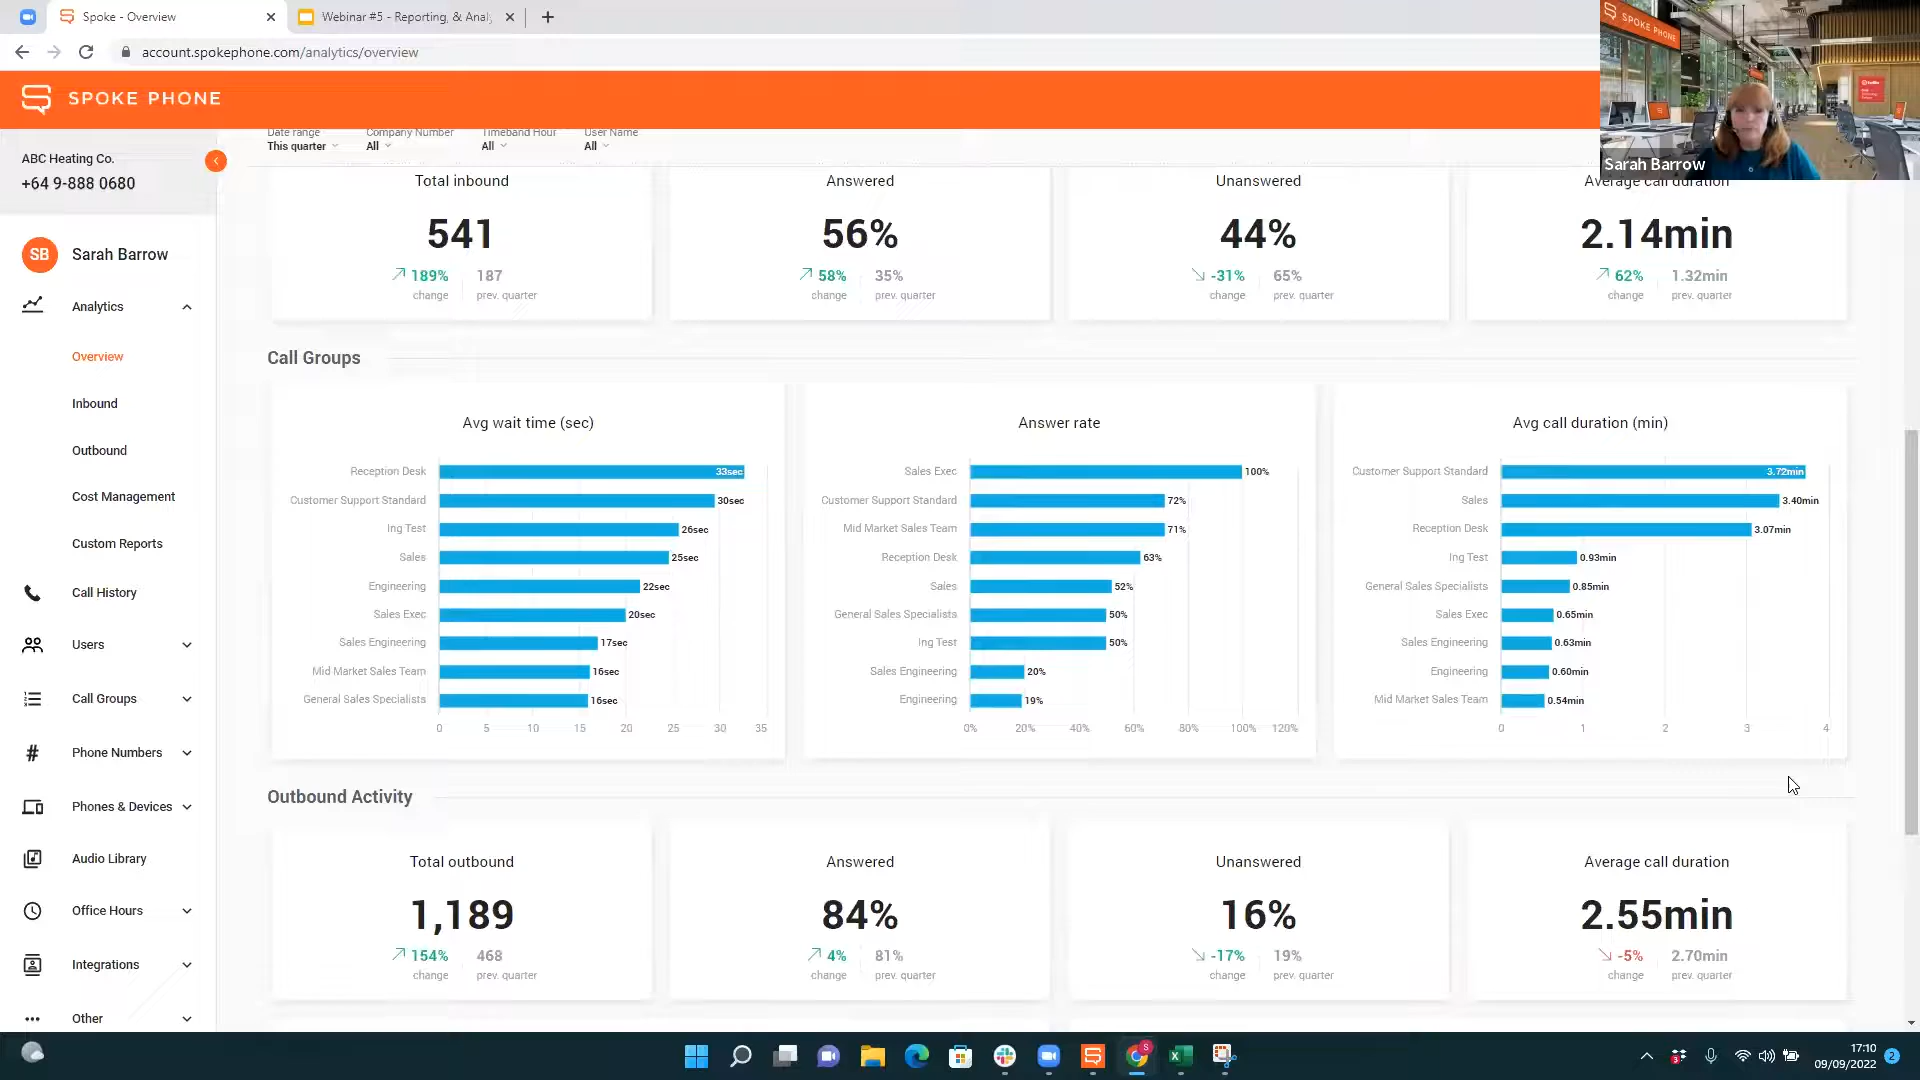 Spoke - Overview
Webinar #5 - Reporting, & Anal
account.spokephone.com/analytics/overview
SPOKE PHONE
SPOKE PHONE
Sarah Barrow
ABC Heating Co.
+64 9-888 0680
SB Sarah Barrow
Analytics
Overview
Inbound
Outbound
Cost Management
Custom Reports
Call History
Users
Call Groups
Phone Numbers
Phones & Devices
Audio Library
Office Hours
Integrations
Other
Date range Company Number Timeband Hour User Name
This quarter All All All
Total inbound
541
189% 187
change prev. quarter
Answered
56%
58% 35%
change prev. quarter
Unanswered
44%
-31% 65%
change prev. quarter
Average call duration
2.14min
62% 1.32min
change prev. quarter
Call Groups
Avg wait time (sec)
Reception Desk 33sec
Customer Support Standard 30sec
Ing Test 26sec
Sales 25sec
Engineering 22sec
Sales Exec 20sec
Sales Engineering 17sec
Mid Market Sales Team 16sec
General Sales Specialists 16sec
0 5 10 15 20 25 30 35
Answer rate
Sales Exec 100%
Customer Support Standard 72%
Mid Market Sales Team 71%
Reception Desk 63%
Sales 52%
General Sales Specialists 50%
Ing Test 50%
Sales Engineering 20%
Engineering 19%
0% 20% 40% 60% 80% 100% 120%
Avg call duration (min)
Customer Support Standard 3.72min
Sales 3.40min
Reception Desk 3.07min
Ing Test 0.93min
General Sales Specialists 0.85min
Sales Exec 0.65min
Sales Engineering 0.63min
Engineering 0.60min
Mid Market Sales Team 0.54min
0 1 2 3 4
Outbound Activity
Total outbound
1,189
154% 468
change prev. quarter
Answered
84%
4% 81%
change prev. quarter
Unanswered
16%
-17% 19%
change prev. quarter
Average call duration
2.55min
-5% 2.70min
change prev. quarter
17:10
09/09/2022
2